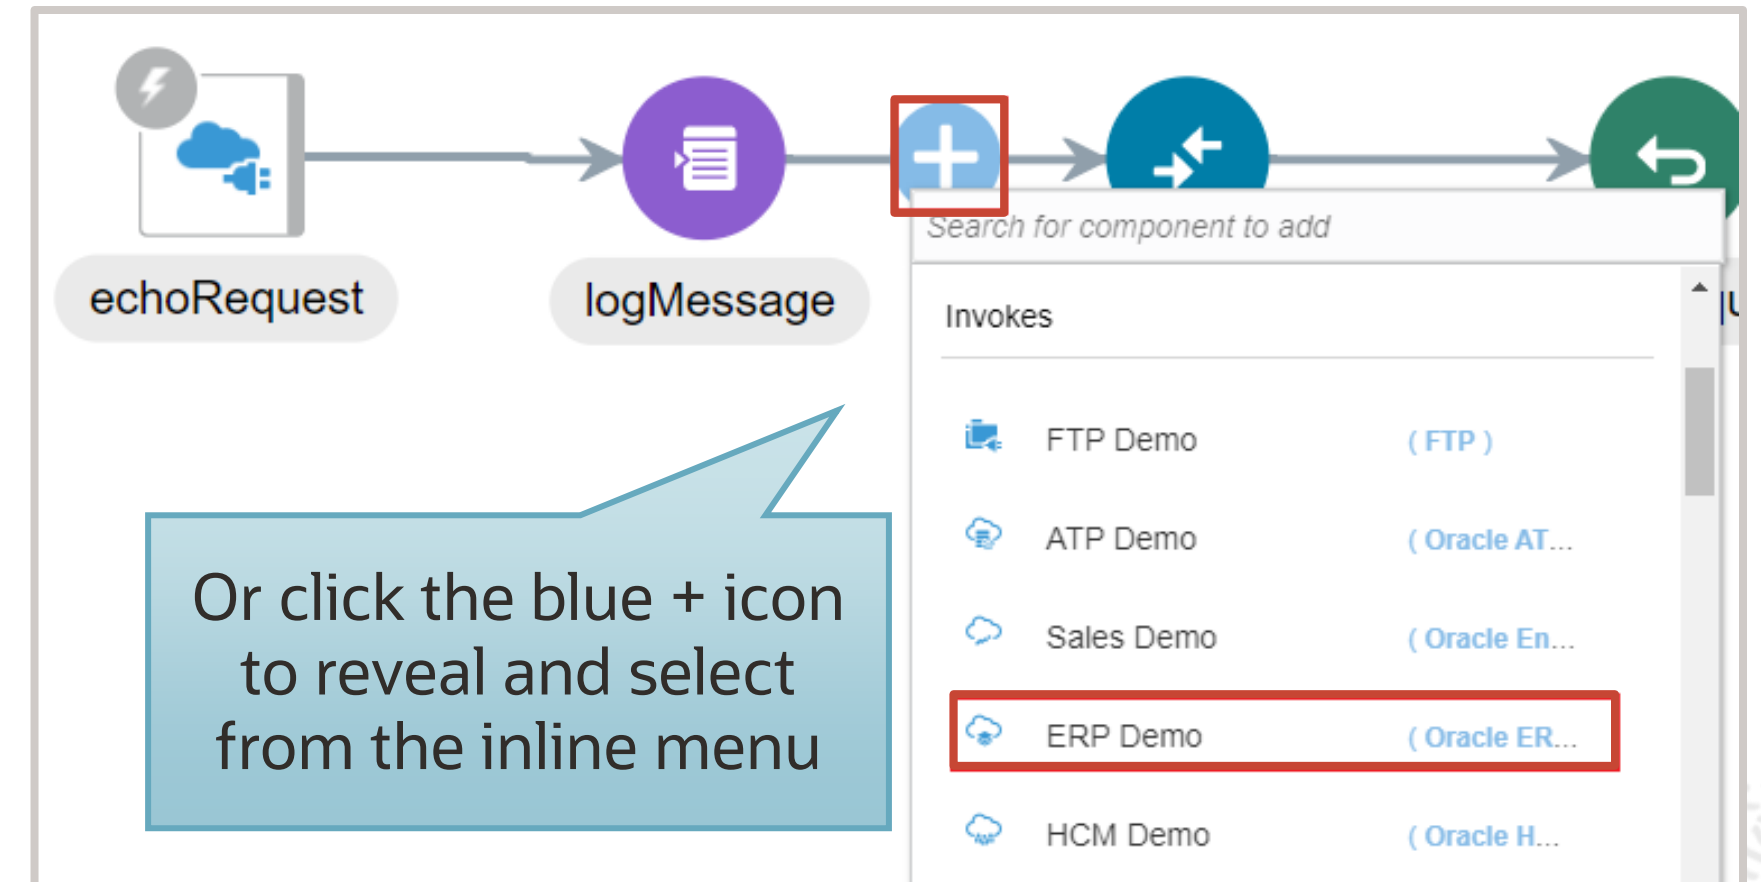 Search for component to add
echoRequest
logMessage
Invokes
FTP Demo ( FTP )
ATP Demo ( Oracle AT...
Sales Demo ( Oracle En...
ERP Demo ( Oracle ER...
HCM Demo ( Oracle H...
Or click the blue + icon
to reveal and select
from the inline menu